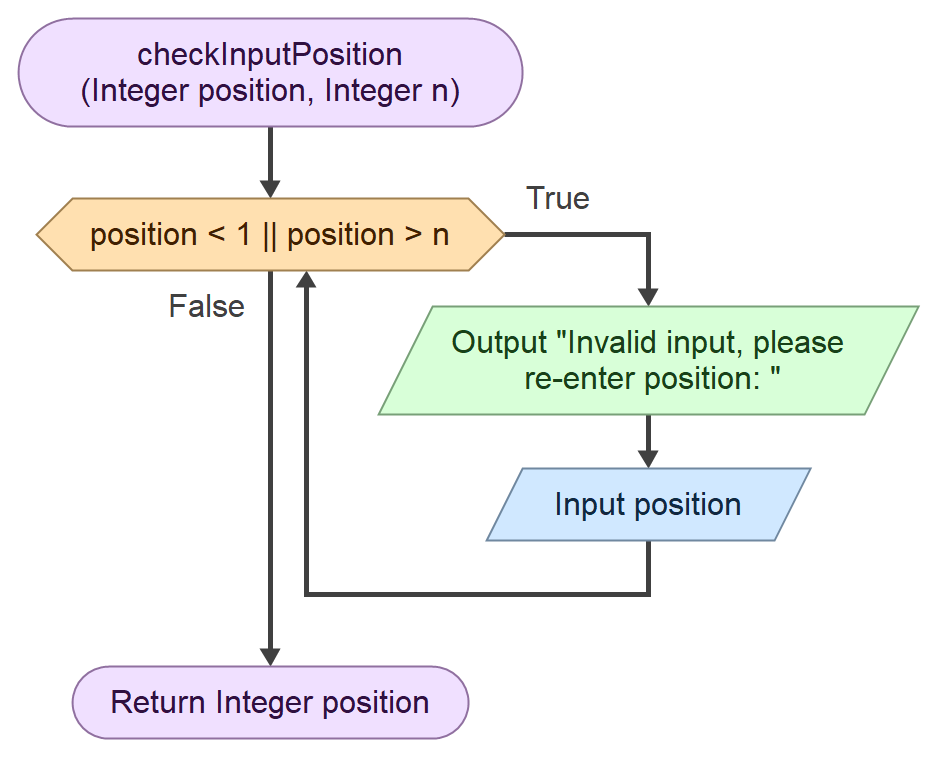 checkInputPosition
(Integer position, Integer n)
True
position < 1 || position > n
False
Output "Invalid input, please
re-enter position: "
Input position
Return Integer position